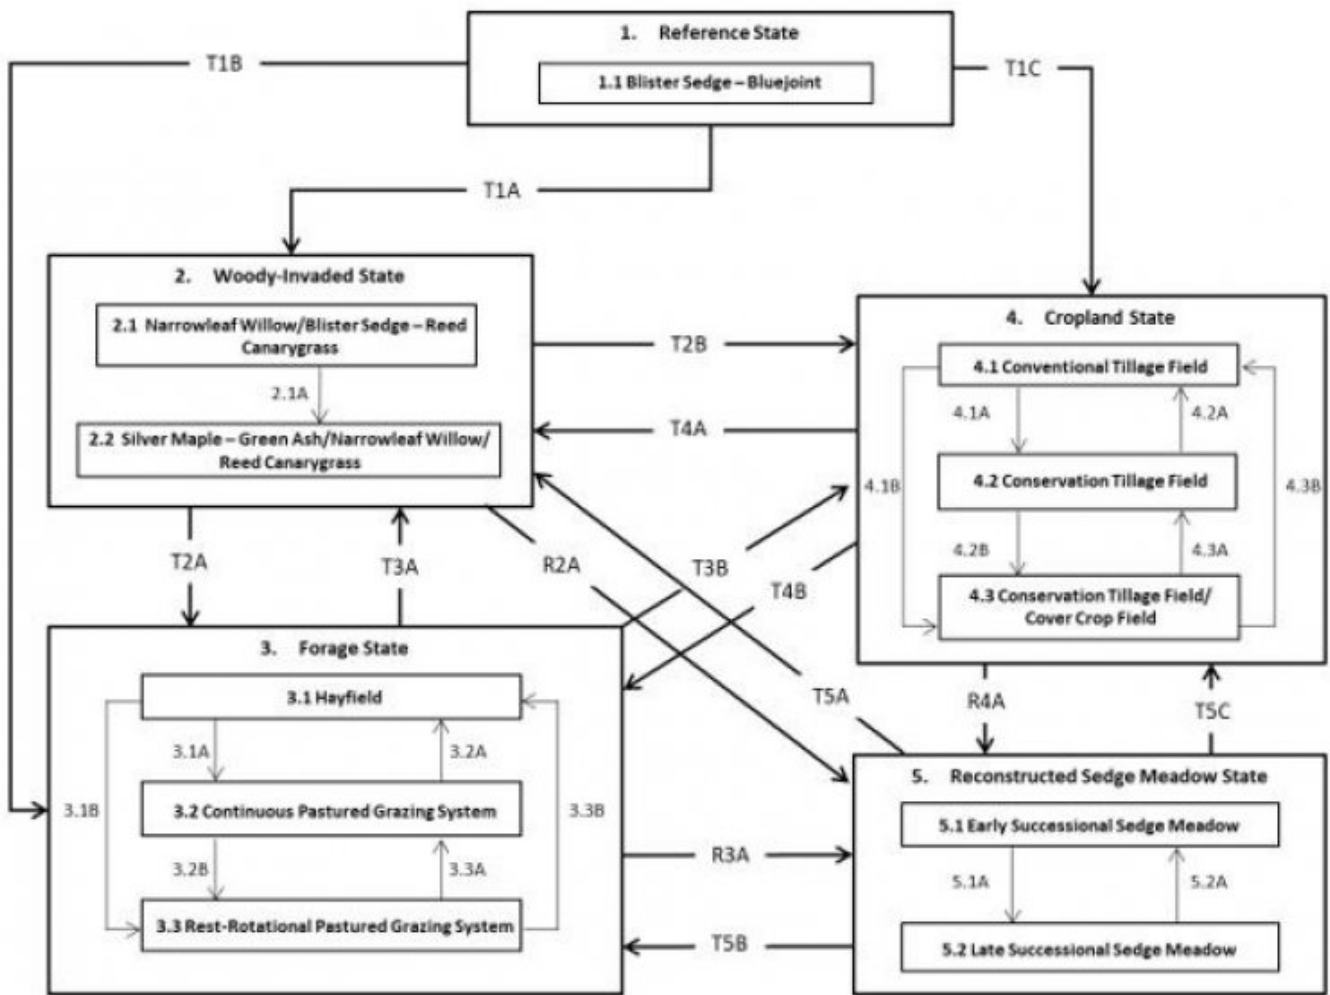 1. Reference State
1.1 Blister Sedge – Bluejoint
T1B
T1C
T1A
2. Woody-Invaded State
2.1 Narrowleaf Willow/Blister Sedge – Reed
Canarygrass
2.1A
2.2 Silver Maple – Green Ash/Narrowleaf Willow/
Reed Canarygrass
T2B
T4A
4. Cropland State
4.1 Conventional Tillage Field
4.1A
4.2A
4.1B
4.2 Conservation Tillage Field
4.3B
4.2B
4.3A
4.3 Conservation Tillage Field/
Cover Crop Field
T2A
T3A
R2A
T3B
T4B
T5A
R4A
T5C
3. Forage State
3.1 Hayfield
3.1A
3.2A
3.1B
3.2 Continuous Pastured Grazing System
3.3B
3.2B
3.3A
3.3 Rest-Rotational Pastured Grazing System
R3A
T5B
5. Reconstructed Sedge Meadow State
5.1 Early Successional Sedge Meadow
5.1A
5.2A
5.2 Late Successional Sedge Meadow